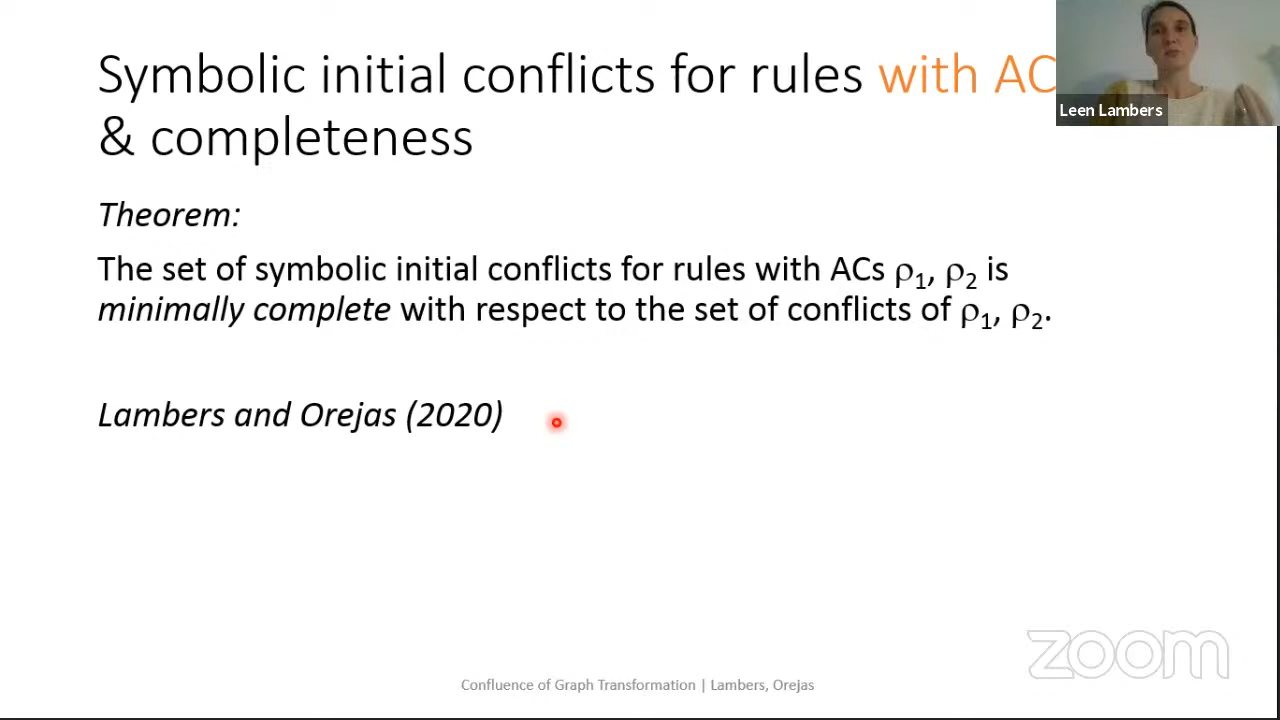 Symbolic initial conflicts for rules with AC
& completeness
Leen Lambers
Theorem:
The set of symbolic initial conflicts for rules with ACs ρ1, ρ2 is
minimally complete with respect to the set of conflicts of ρ1, ρ2.
Lambers and Orejas (2020)
zoom
Confluence of Graph Transformation | Lambers, Orejas